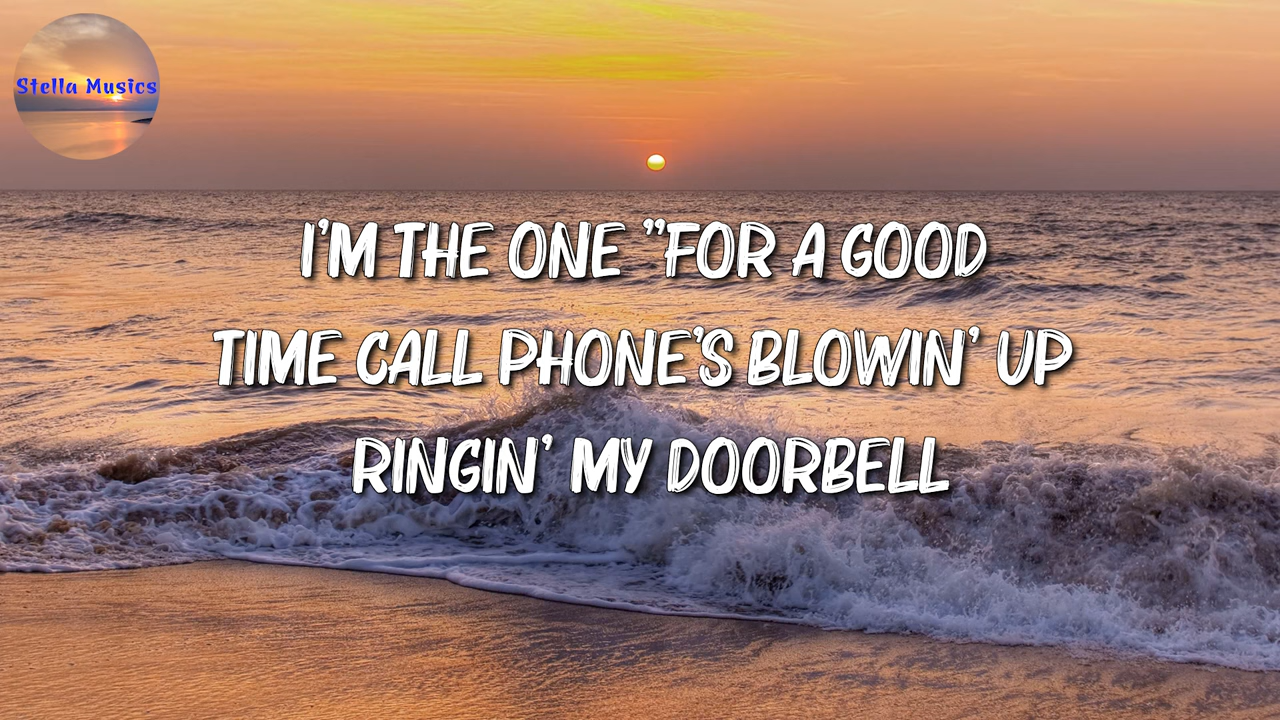 Stella Musics
I'M THE ONE "FOR A GOOD
TIME CALL PHONE'S BLOWIN' UP
RINGIN' MY DOORBELL